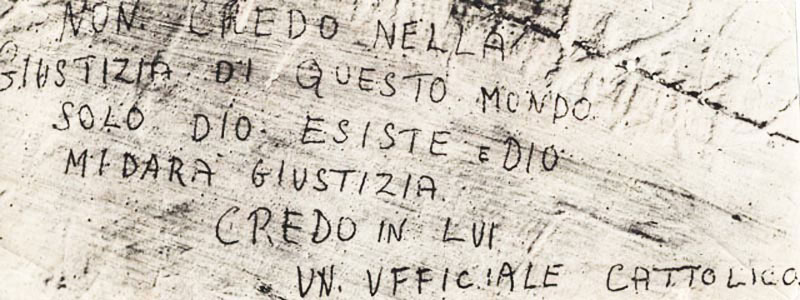 NON CREDO NELLA
GIUSTIZIA DI QUESTO MONDO
SOLO DIO ESISTE E DIO
MI DARA GIUSTIZIA.
CREDO IN LUI
UN. UFFICIALE CATTOLICO